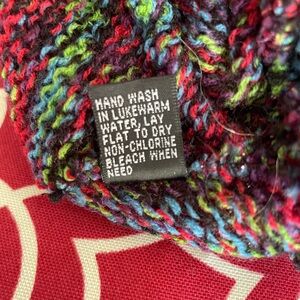 HAND WASH
IN LUKEWARM
WATER, LAY
FLAT TO DRY
NON-CHLORINE
BLEACH WHEN
NEED